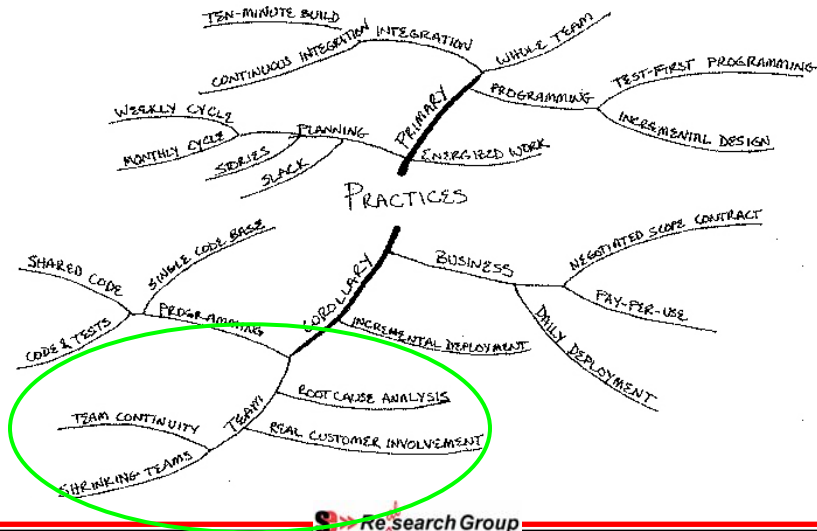 TEN-MINUTE BUILD
CONTINUOUS INTEGRATION
INTEGRATION
WHOLE TEAM
PROGRAMMING
TEST-FIRST PROGRAMMING
INCREMENTAL DESIGN
PRIMARY
WEEKLY CYCLE
MONTHLY CYCLE
PLANNING
STORIES
SLACK
ENERGIZED WORK
PRACTICES
SHARED CODE
SINGLE CODE BASE
CODE & TESTS
PROGRAMMING
COROLLARY
BUSINESS
NEGOTIATED SCOPE CONTRACT
PAY-PER-USE
DAILY DEPLOYMENT
INCREMENTAL DEPLOYMENT
TEAM
ROOT CAUSE ANALYSIS
REAL CUSTOMER INVOLVEMENT
TEAM CONTINUITY
SHRINKING TEAMS
Research Group